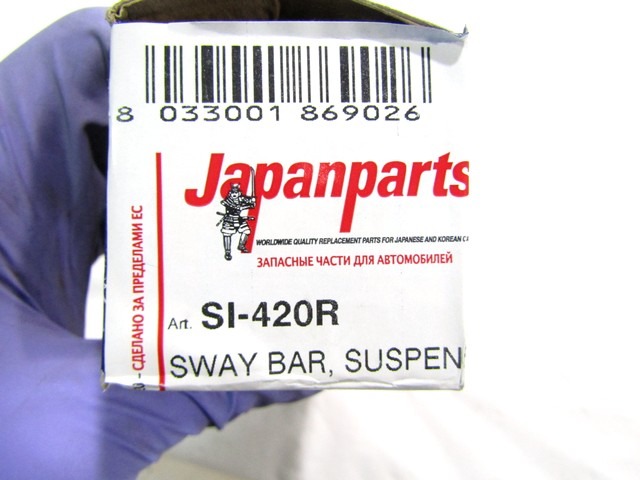 8 033001 869026
Japanparts
WORLDWIDE QUALITY REPLACEMENT PARTS FOR JAPANESE AND KOREAN
ЗАПАСНЫЕ ЧАСТИ ДЛЯ АВТОМОБИЛЕЙ
Art. SI-420R
SWAY BAR, SUSPEN
- СДЕЛАНО ЗА ПРЕДЕЛАМИ ЕС